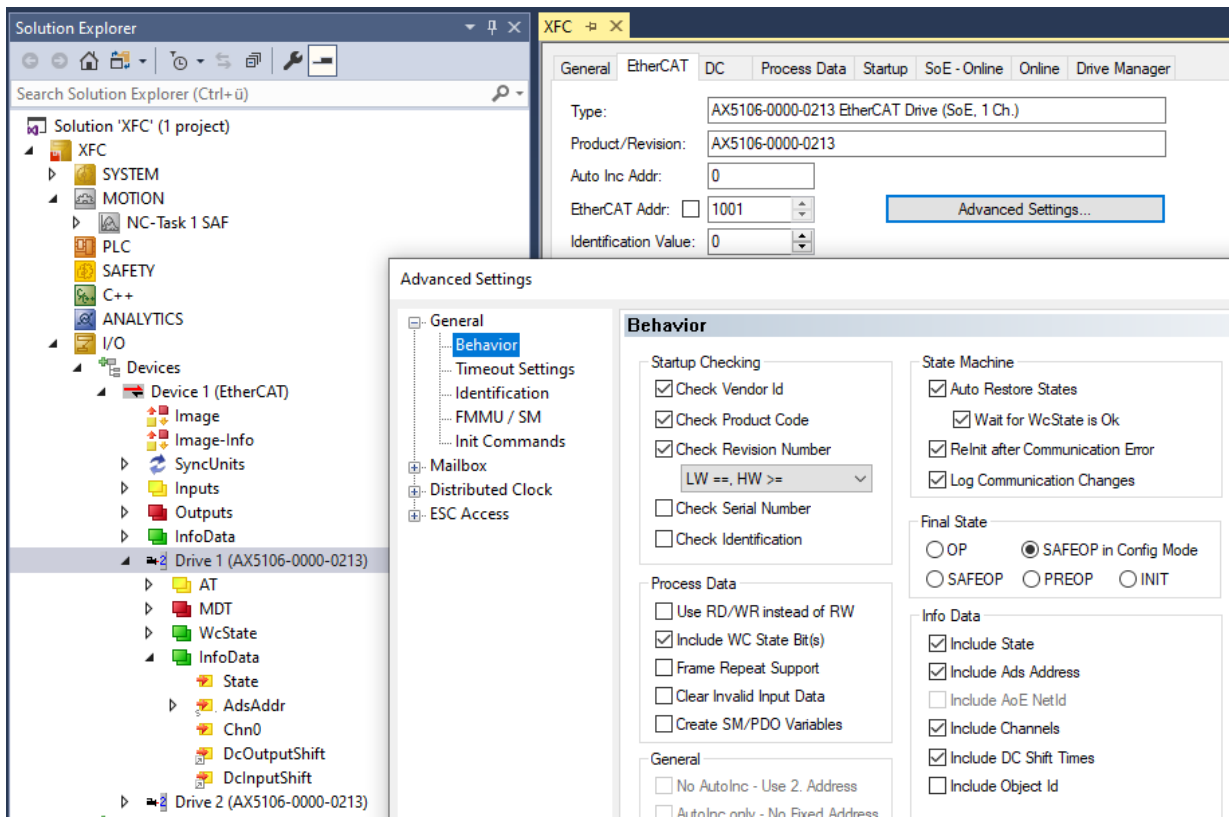 Solution Explorer
Search Solution Explorer (Ctrl+ü)
Solution 'XFC' (1 project)
XFC
SYSTEM
MOTION
NC-Task 1 SAF
PLC
SAFETY
C++
ANALYTICS
I/O
Devices
Device 1 (EtherCAT)
Image
Image-Info
SyncUnits
Inputs
Outputs
InfoData
Drive 1 (AX5106-0000-0213)
AT
MDT
WcState
InfoData
State
AdsAddr
Chn0
DcOutputShift
DcInputShift
Drive 2 (AX5106-0000-0213)
XFC
General EtherCAT DC Process Data Startup SoE - Online Online Drive Manager
Type: AX5106-0000-0213 EtherCAT Drive (SoE, 1 Ch.)
Product/Revision: AX5106-0000-0213
Auto Inc Addr: 0
EtherCAT Addr: 1001 Advanced Settings...
Identification Value: 0
Advanced Settings
General
Behavior
Timeout Settings
Identification
FMMU / SM
Init Commands
Mailbox
Distributed Clock
ESC Access
Behavior
Startup Checking
Check Vendor Id
Check Product Code
Check Revision Number
LW ==, HW >=
Check Serial Number
Check Identification
Process Data
Use RD/WR instead of RW
Include WC State Bit(s)
Frame Repeat Support
Clear Invalid Input Data
Create SM/PDO Variables
General
No AutoInc - Use 2. Address
AutoInc only - No Fixed Address
State Machine
Auto Restore States
Wait for WcState is Ok
ReInit after Communication Error
Log Communication Changes
Final State
OP SAFEOP in Config Mode
SAFEOP PREOP INIT
Info Data
Include State
Include Ads Address
Include AoE NetId
Include Channels
Include DC Shift Times
Include Object Id